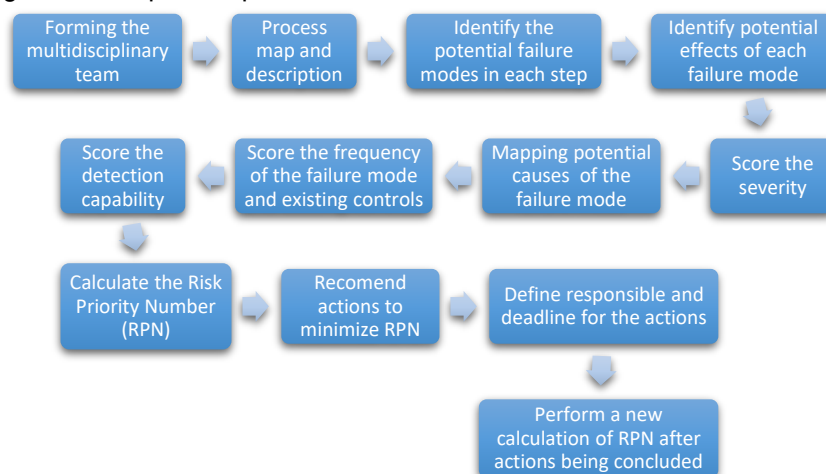 Forming the
multidisciplinary
team
Process
map and
description
Identify the
potential failure
modes in each step
Identify potential
effects of each
failure mode
Score the
severity
Mapping potential
causes of the
failure mode
Score the frequency
of the failure mode
and existing controls
Score the
detection
capability
Calculate the Risk
Priority Number
(RPN)
Recomend
actions to
minimize RPN
Define responsible and
deadline for the actions
Perform a new
calculation of RPN after
actions being concluded